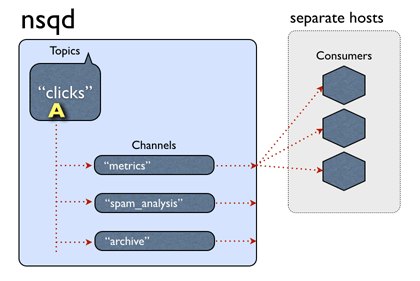 nsqd
separate hosts
Topics
Consumers
“clicks”
A
Channels
“metrics”
“spam_analysis”
“archive”